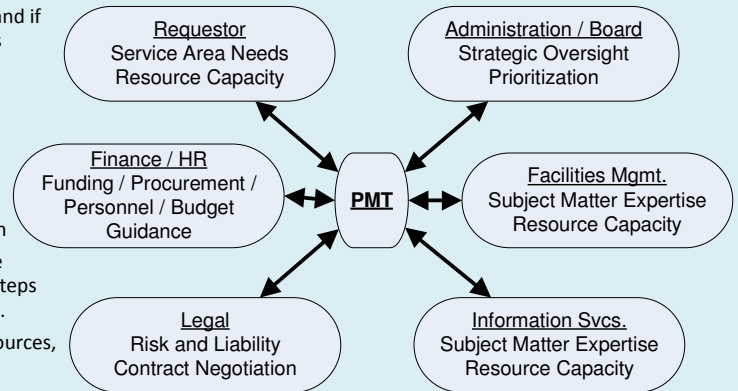 and if
s
n
e
teps
.
ources,
Requestor
Service Area Needs
Resource Capacity
Administration / Board
Strategic Oversight
Prioritization
Finance / HR
Funding / Procurement /
Personnel / Budget
Guidance
PMT
Facilities Mgmt.
Subject Matter Expertise
Resource Capacity
Legal
Risk and Liability
Contract Negotiation
Information Svcs.
Subject Matter Expertise
Resource Capacity